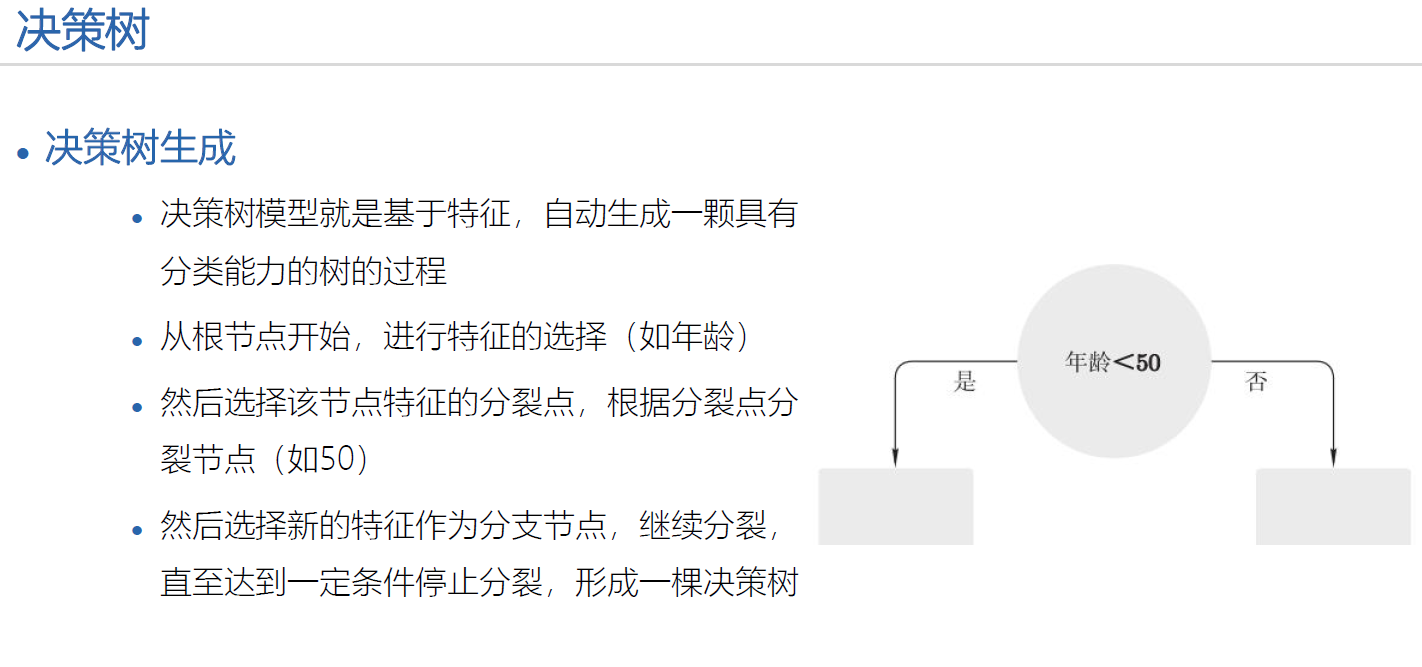 决策树
决策树生成
决策树模型就是基于特征，自动生成一颗具有
分类能力的树的过程
从根节点开始，进行特征的选择（如年龄）
然后选择该节点特征的分裂点，根据分裂点分
裂节点（如50）
然后选择新的特征作为分支节点，继续分裂，
直至达到一定条件停止分裂，形成一棵决策树
年龄<50
是
否